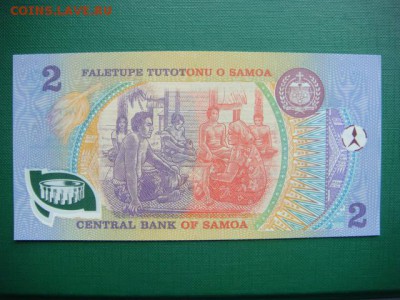 COINS.LAVE.RU
2 FALETUPE TUTOTONU O SAMOA
CENTRAL BANK OF SAMOA 2